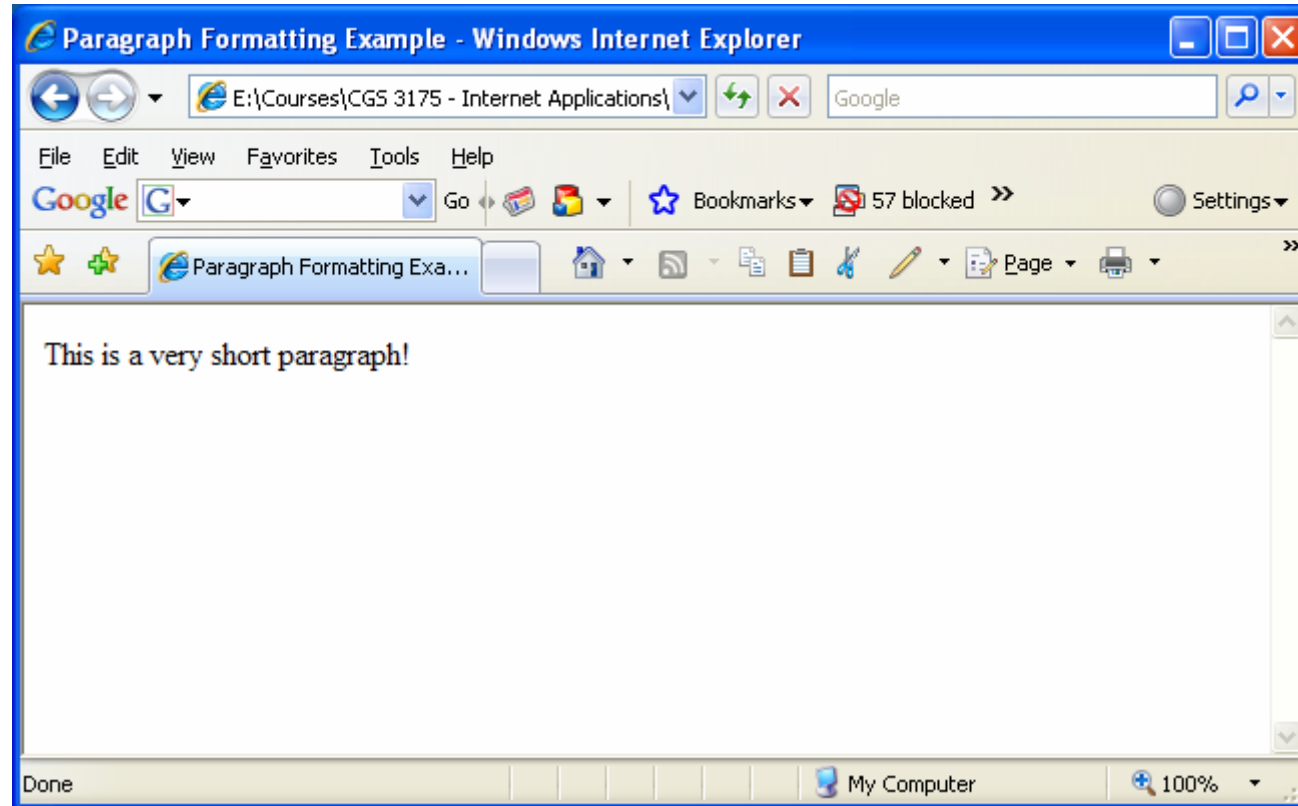 Paragraph Formatting Example - Windows Internet Explorer
E:\Courses\CGS 3175 - Internet Applications\ Google
File Edit View Favorites Tools Help
Google G Go Bookmarks 57 blocked » Settings
Paragraph Formatting Exa... Page »
This is a very short paragraph!
Done My Computer 100%